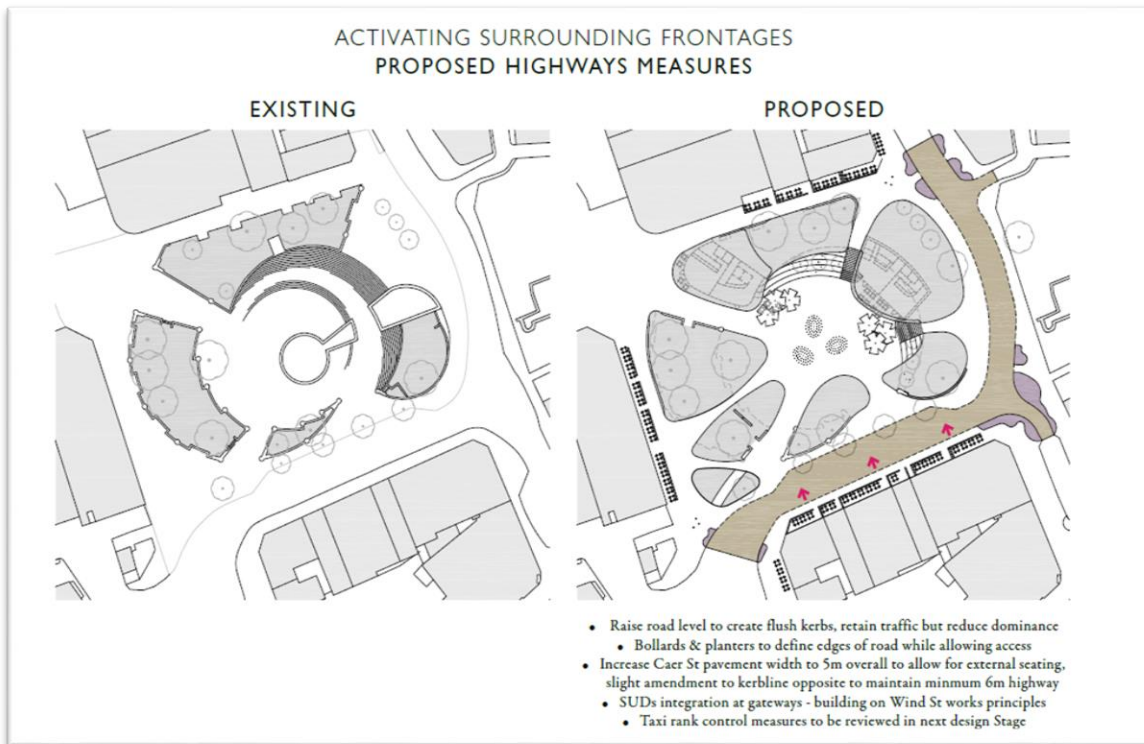 ACTIVATING SURROUNDING FRONTAGES
PROPOSED HIGHWAYS MEASURES
EXISTING
PROPOSED
• Raise road level to create flush kerbs, retain traffic but reduce dominance
• Bollards & planters to define edges of road while allowing access
• Increase Caer St pavement width to 5m overall to allow for external seating,
slight amendment to kerbline opposite to maintain minmum 6m highway
• SUDs integration at gateways - building on Wind St works principles
• Taxi rank control measures to be reviewed in next design Stage